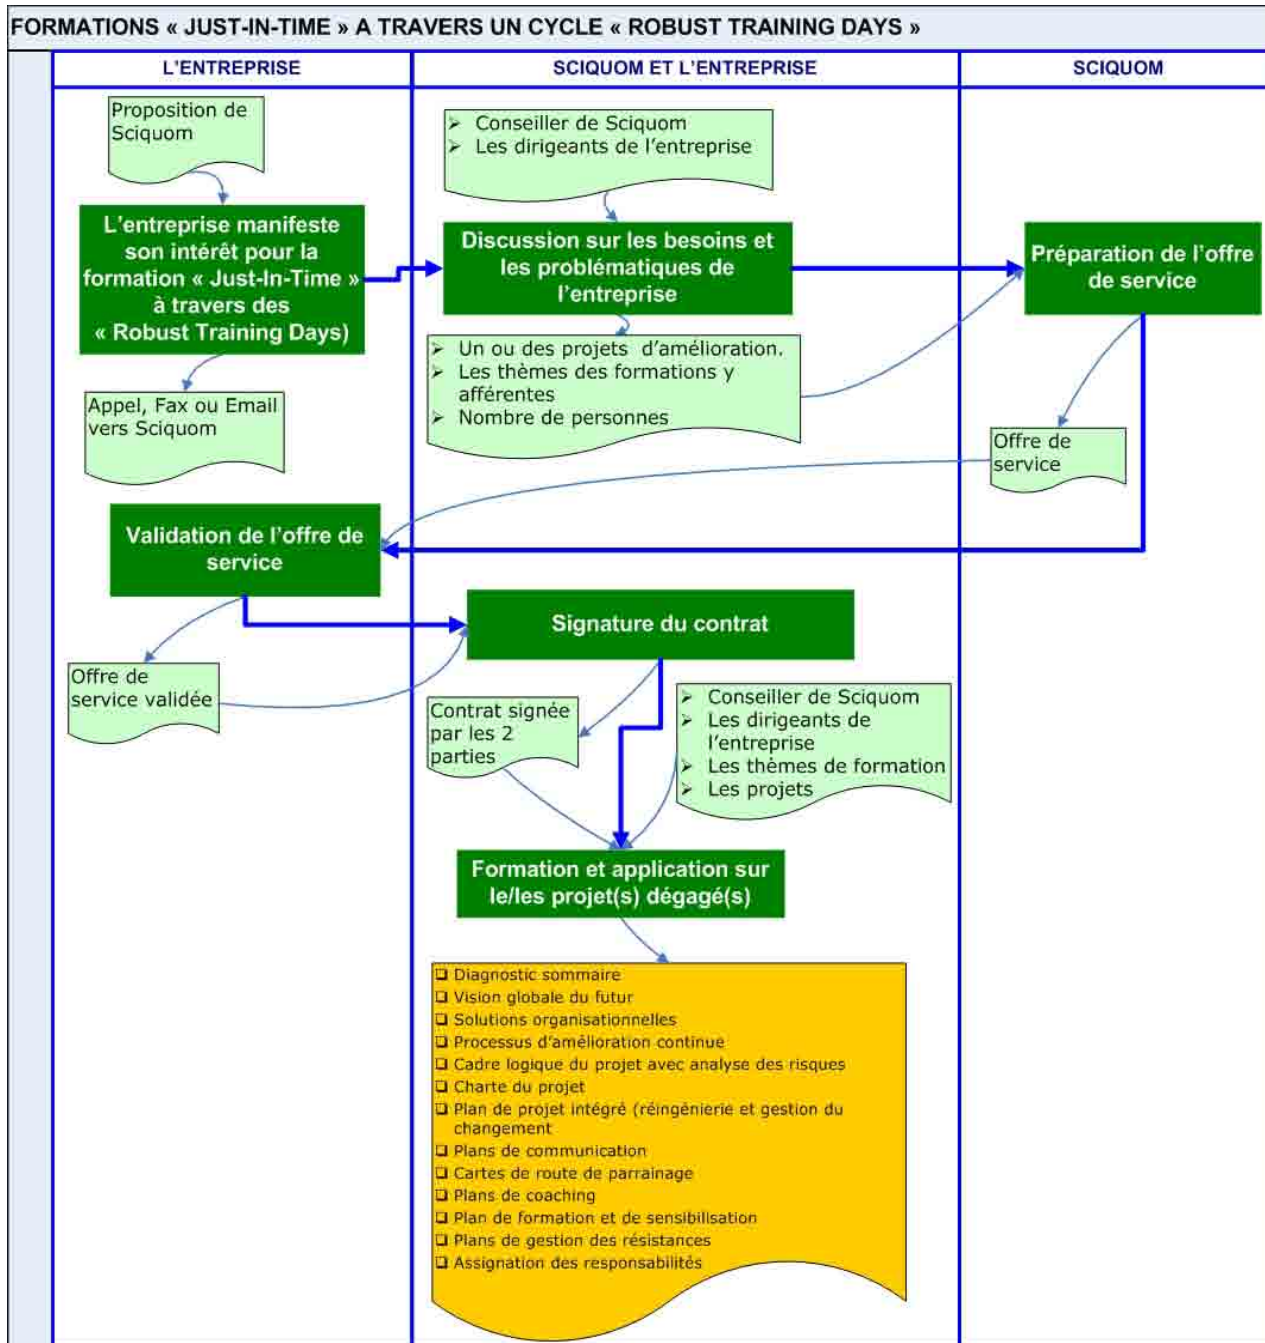 FORMATIONS « JUST-IN-TIME » A TRAVERS UN CYCLE « ROBUST TRAINING DAYS »
L'ENTREPRISE
SCIQUOM ET L'ENTREPRISE
SCIQUOM
Proposition de
Sciquom
➢ Conseiller de Sciquom
➢ Les dirigeants de l'entreprise
L'entreprise manifeste
son intérêt pour la
formation « Just-In-Time »
à travers des
« Robust Training Days)
Discussion sur les besoins et
les problématiques de
l'entreprise
Préparation de l'offre
de service
Appel, Fax ou Email
vers Sciquom
➢ Un ou des projets d'amélioration.
➢ Les thèmes des formations y
afférentes
➢ Nombre de personnes
Offre de
service
Validation de l'offre de
service
Signature du contrat
Offre de
service validée
Contrat signée
par les 2
parties
➢ Conseiller de Sciquom
➢ Les dirigeants de
l'entreprise
➢ Les thèmes de formation
➢ Les projets
Formation et application sur
le/les projet(s) dégagé(s)
❑ Diagnostic sommaire
❑ Vision globale du futur
❑ Solutions organisationnelles
❑ Processus d'amélioration continue
❑ Cadre logique du projet avec analyse des risques
❑ Charte du projet
❑ Plan de projet intégré (réingénierie et gestion du
changement
❑ Plans de communication
❑ Cartes de route de parrainage
❑ Plans de coaching
❑ Plan de formation et de sensibilisation
❑ Plans de gestion des résistances
❑ Assignation des responsabilités